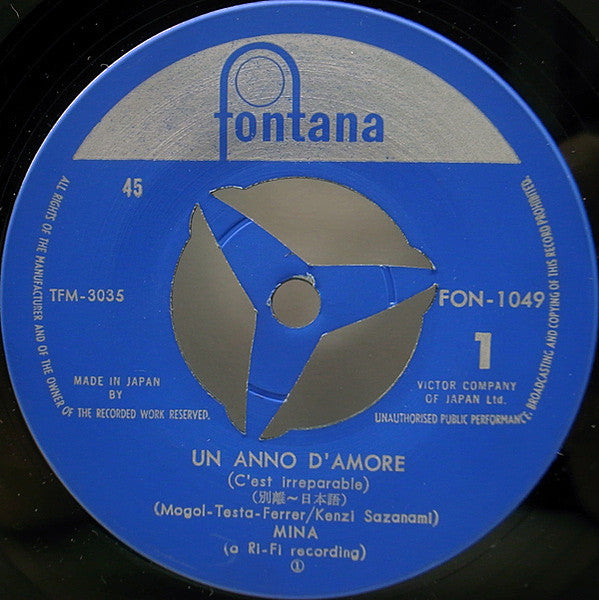 fontana
45
TFM-3035
FON-1049
1
MADE IN JAPAN
BY
VICTOR COMPANY
OF JAPAN Ltd.
ALL RIGHTS OF THE MANUFACTURER AND OF THE OWNER OF THE RECORDED WORK RESERVED.
UNAUTHORISED PUBLIC PERFORMANCE, BROADCASTING AND COPYING OF THIS RECORD PROHIBITED.
UN ANNO D'AMORE
(C'est irreparable)
(別離~日本語)
(Mogol-Testa-Ferrer/Kenzi Sazanami)
MINA
(a RI-FI recording)
①